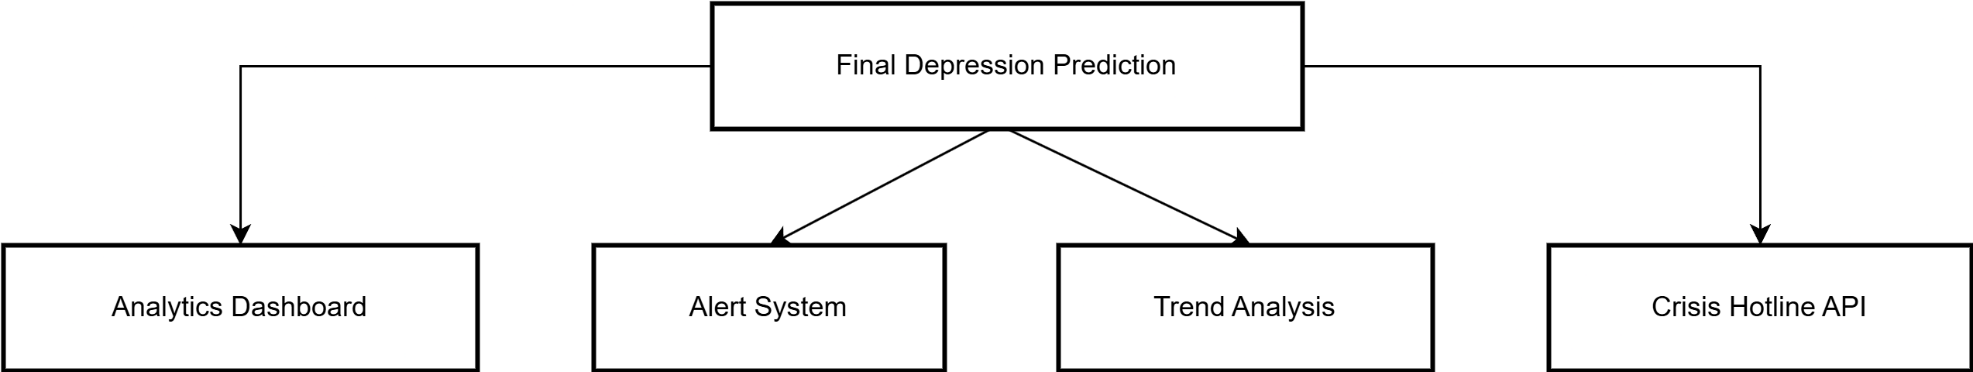 Final Depression Prediction
Analytics Dashboard
Alert System
Trend Analysis
Crisis Hotline API